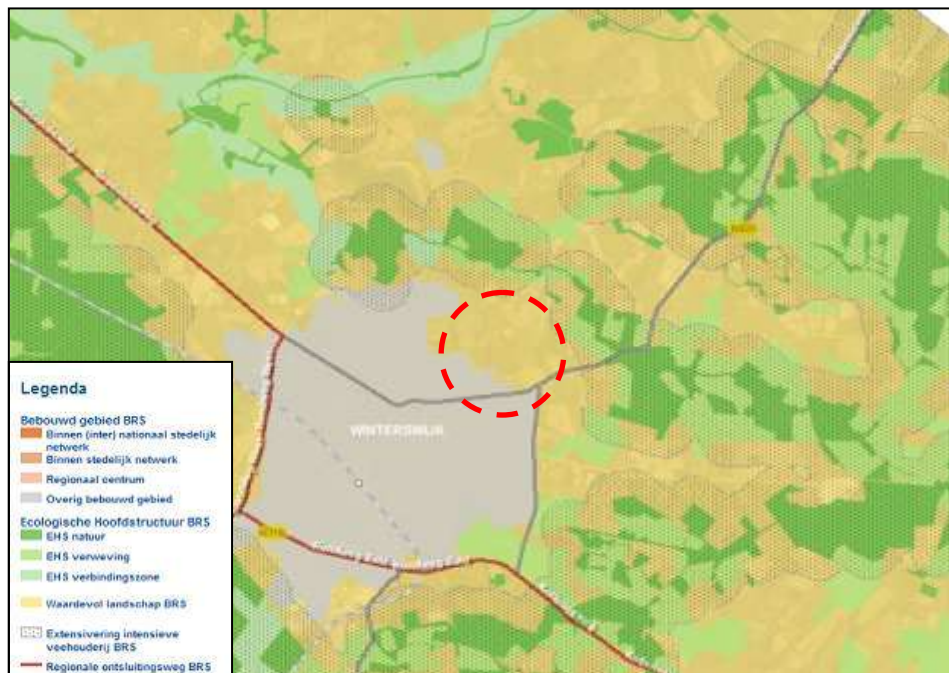 WINTERSWIJK
Legenda
Bebouwd gebied BRS
Binnen (inter) nationaal stedelijk
netwerk
Binnen stedelijk netwerk
Regionaal centrum
Overig bebouwd gebied
Ecologische Hoofdstructuur BRS
EHS natuur
EHS verweving
EHS verbindingszone
Waardevol landschap BRS
Extensivering intensieve
veehouderij BRS
Regionale ontsluitingsweg BRS